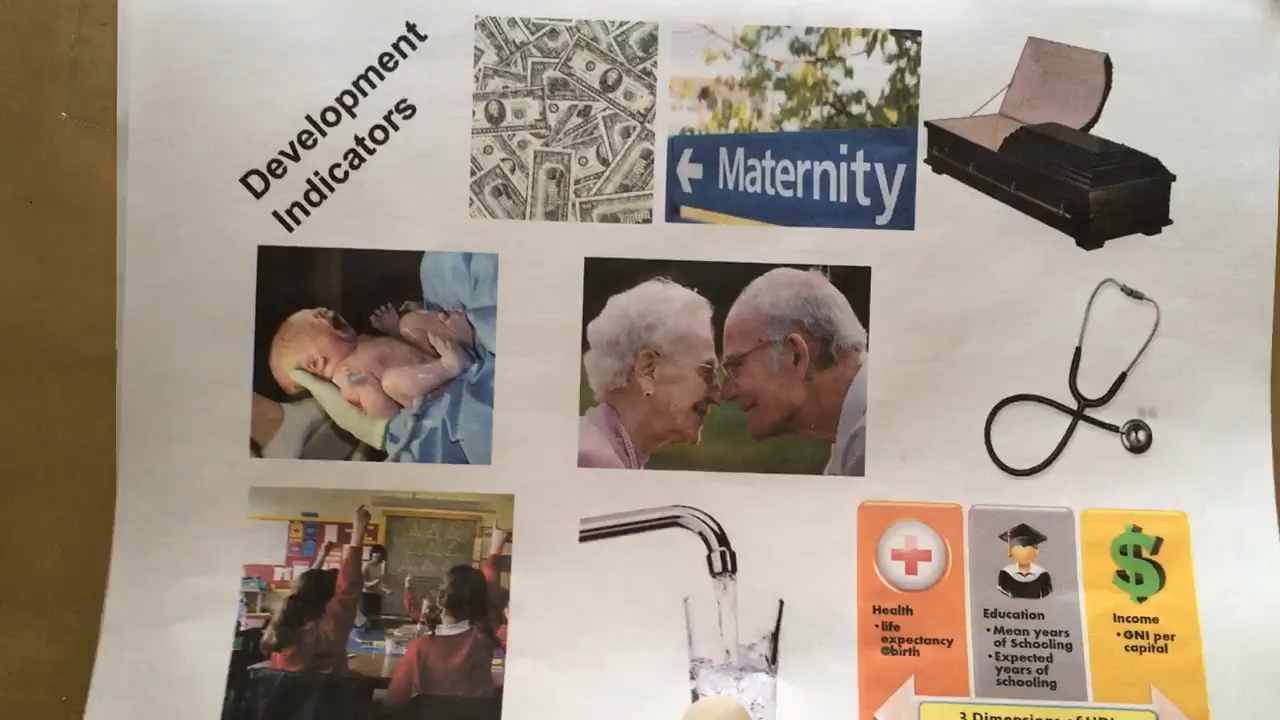 Development
Indicators
Maternity
Health
• life
expectancy
@birth
Education
• Mean years
of Schooling
• Expected
years of
schooling
Income
• GNI per
capital
3 Dimensions of HDI